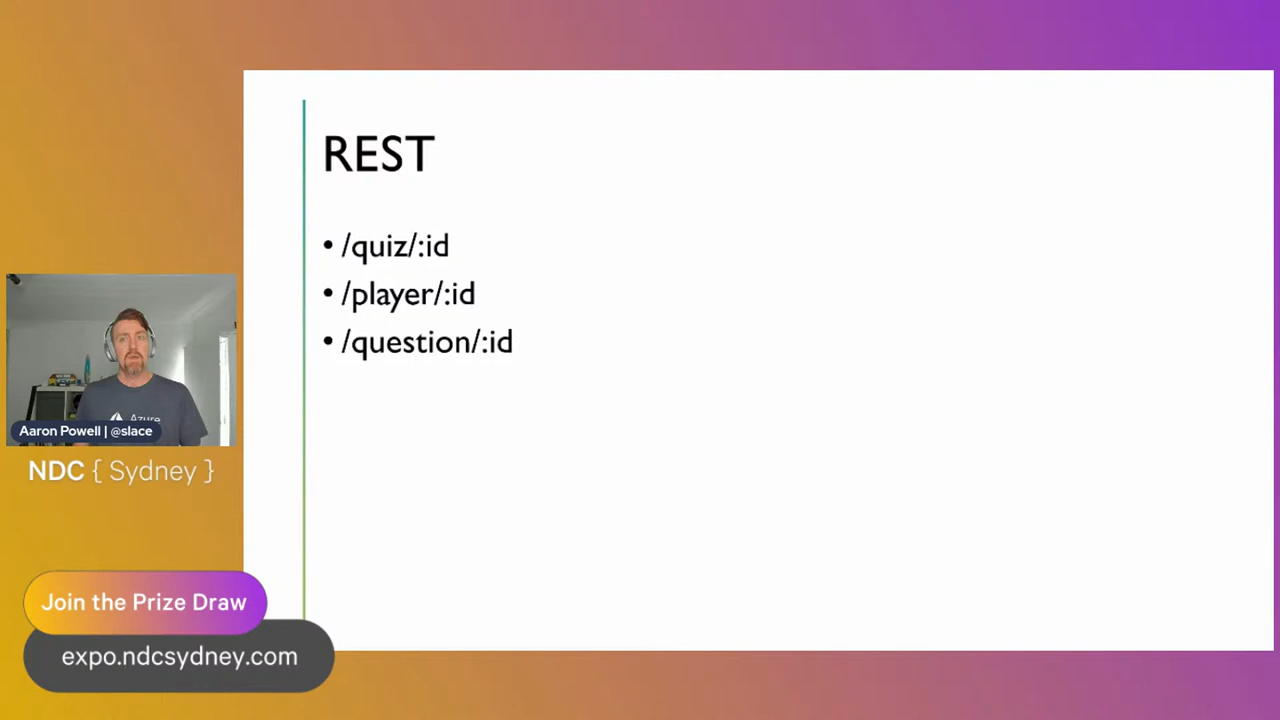 REST
• /quiz/:id
• /player/:id
• /question/:id
Azure
Aaron Powell | @slace
NDC { Sydney }
Join the Prize Draw
expo.ndcsydney.com